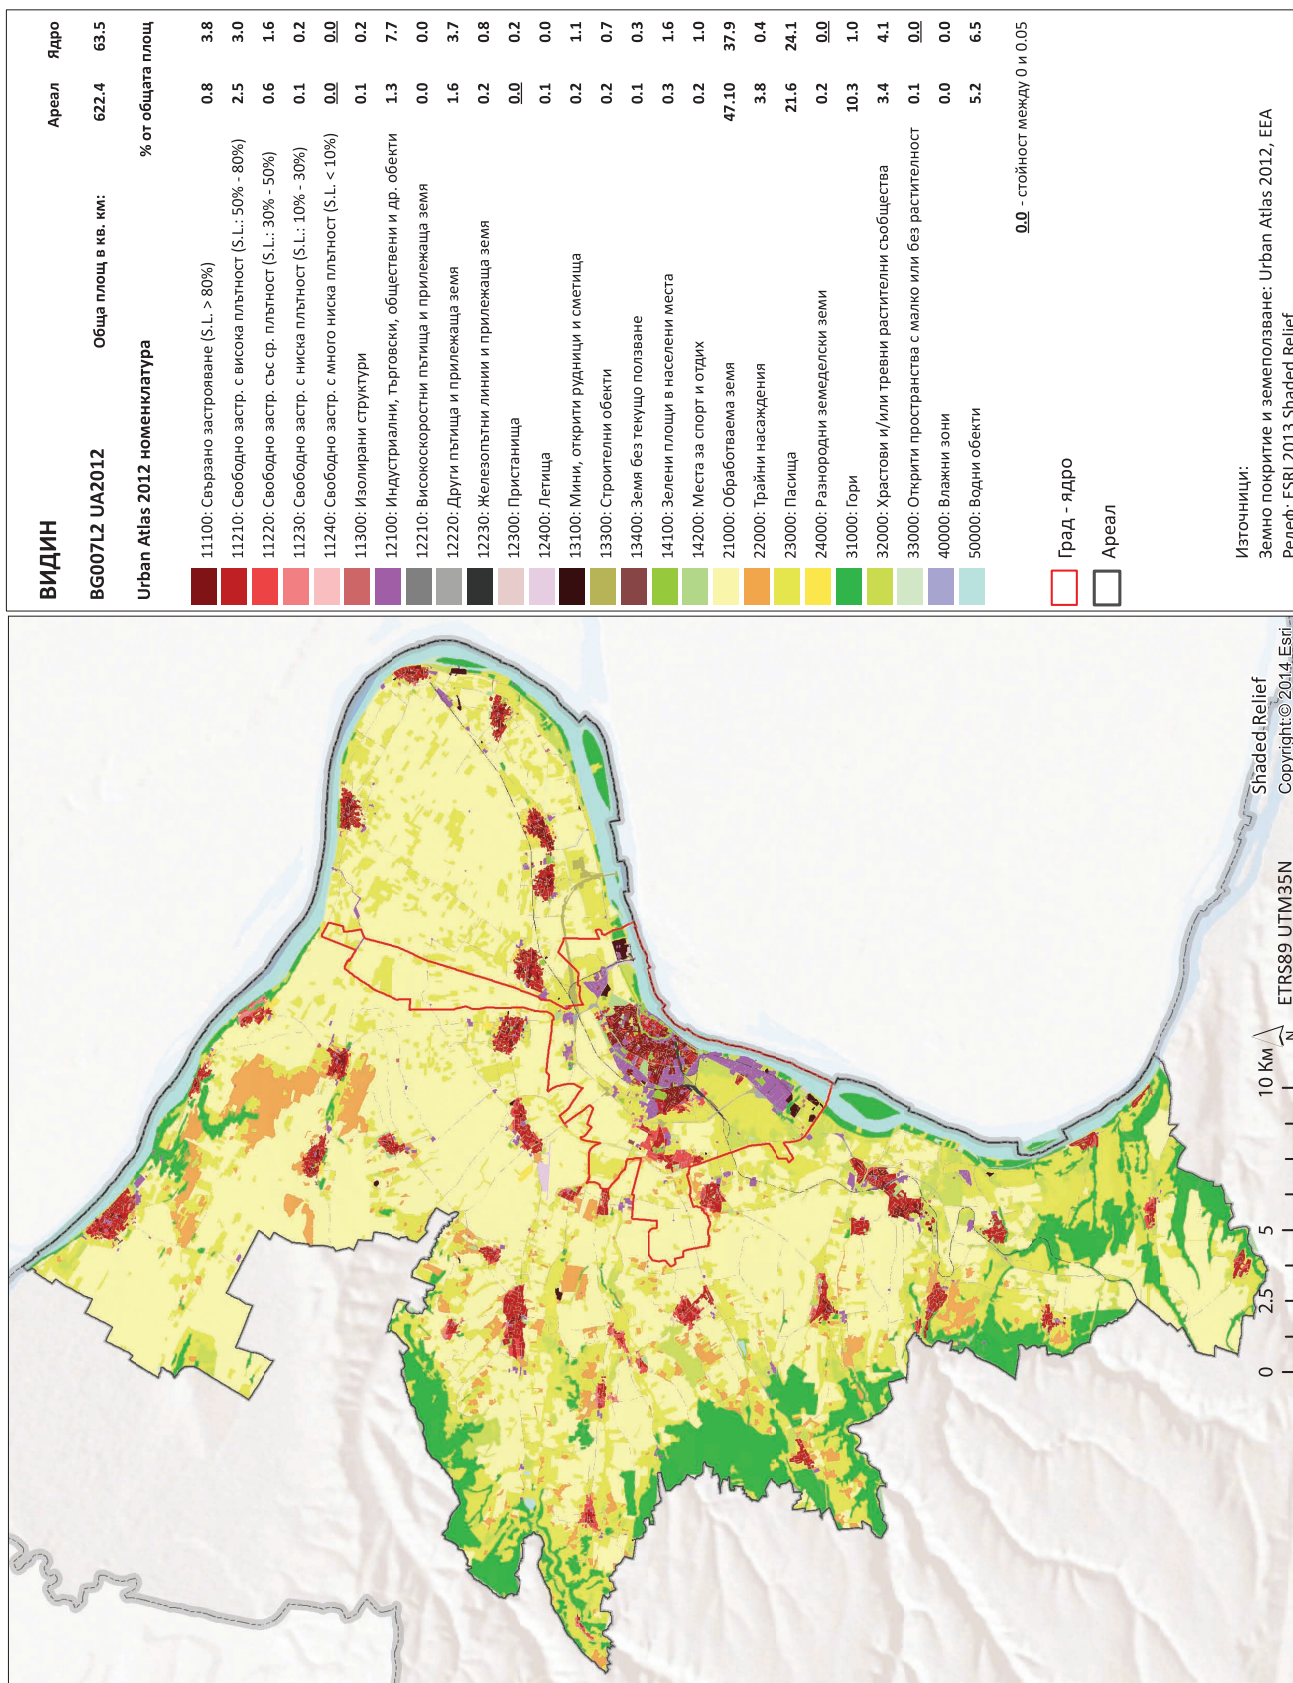 ВИДИН Ареал Ядро
BG007L2 UA2012 Обща площ в кв. км: 622.4 63.5
Urban Atlas 2012 номенклатура % от общата площ
11100: Свързано застрояване (S.L. > 80%) 0.8 3.8
11210: Свободно застр. с висока плътност (S.L.: 50% - 80%) 2.5 3.0
11220: Свободно застр. със ср. плътност (S.L.: 30% - 50%) 0.6 1.6
11230: Свободно застр. с ниска плътност (S.L.: 10% - 30%) 0.1 0.2
11240: Свободно застр. с много ниска плътност (S.L. < 10%) 0.0 0.0
11300: Изолирани структури 0.1 0.2
12100: Индустриални, търговски, обществени и др. обекти 1.3 7.7
12210: Високоскоростни пътища и прилежаща земя 0.0 0.0
12220: Други пътища и прилежаща земя 1.6 3.7
12230: Железопътни линии и прилежаща земя 0.2 0.8
12300: Пристанища 0.0 0.2
12400: Летища 0.1 0.0
13100: Мини, открити рудници и сметища 0.2 1.1
13300: Строителни обекти 0.2 0.7
13400: Земя без текущо ползване 0.1 0.3
14100: Зелени площи в населени места 0.3 1.6
14200: Места за спорт и отдих 0.2 1.0
21000: Обработваема земя 47.10 37.9
22000: Трайни насаждения 3.8 0.4
23000: Пасища 21.6 24.1
24000: Разнородни земеделски земи 0.2 0.0
31000: Гори 10.3 1.0
32000: Храстови и/или тревни растителни съобщества 3.4 4.1
33000: Открити пространства с малко или без растителност 0.1 0.0
40000: Влажни зони 0.0 0.0
50000: Водни обекти 5.2 6.5
0.0 - стойност между 0 и 0.05
Град - ядро
Ареал
Източници:
Земно покритие и земеползване: Urban Atlas 2012, EEA
Релеф: ESRI 2013 Shaded Relief
Shaded Relief
Copyright:© 2014 Esri
0 2.5 5 10 Км
N
ETRS89 UTM35N